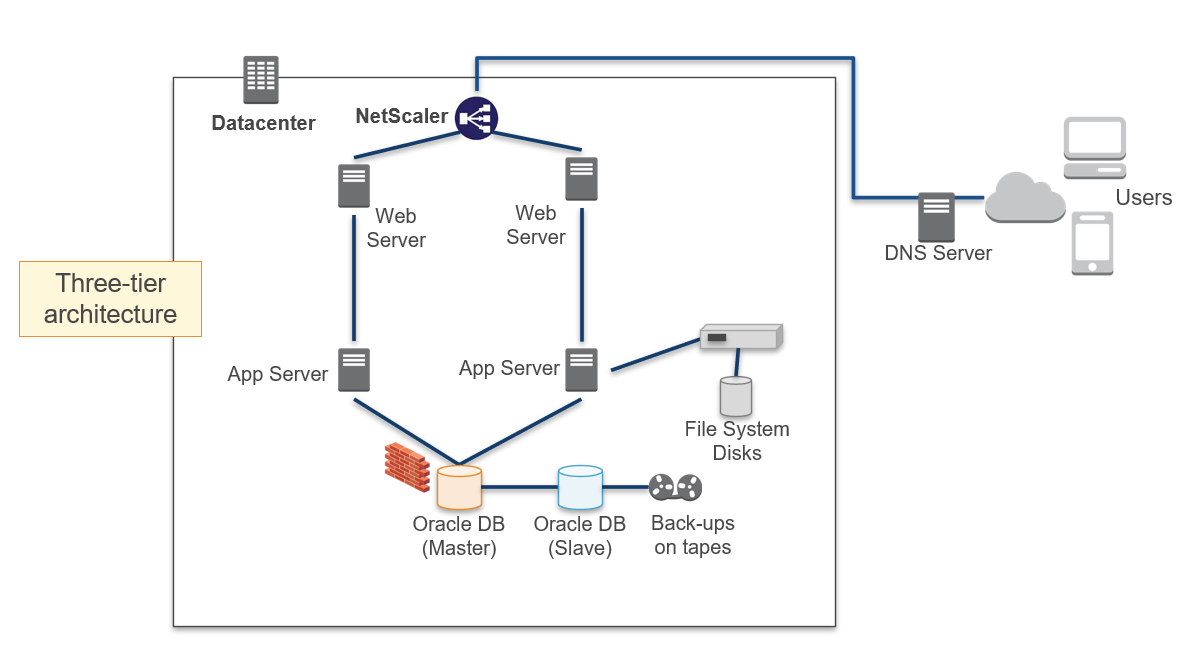 Datacenter
NetScaler
Web
Server
Web
Server
Users
DNS Server
Three-tier
architecture
App Server
App Server
File System
Disks
Oracle DB
(Master)
Oracle DB
(Slave)
Back-ups
on tapes